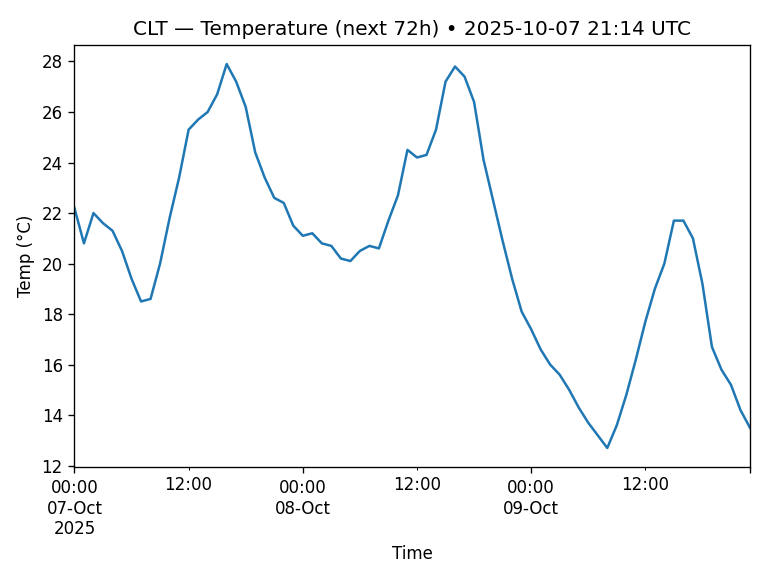 CLT — Temperature (next 72h) • 2025-10-07 21:14 UTC
28
26
24
22
20
18
16
14
12
Temp (°C)
00:00 12:00 00:00 12:00 00:00 12:00
07-Oct 08-Oct 09-Oct
2025
Time